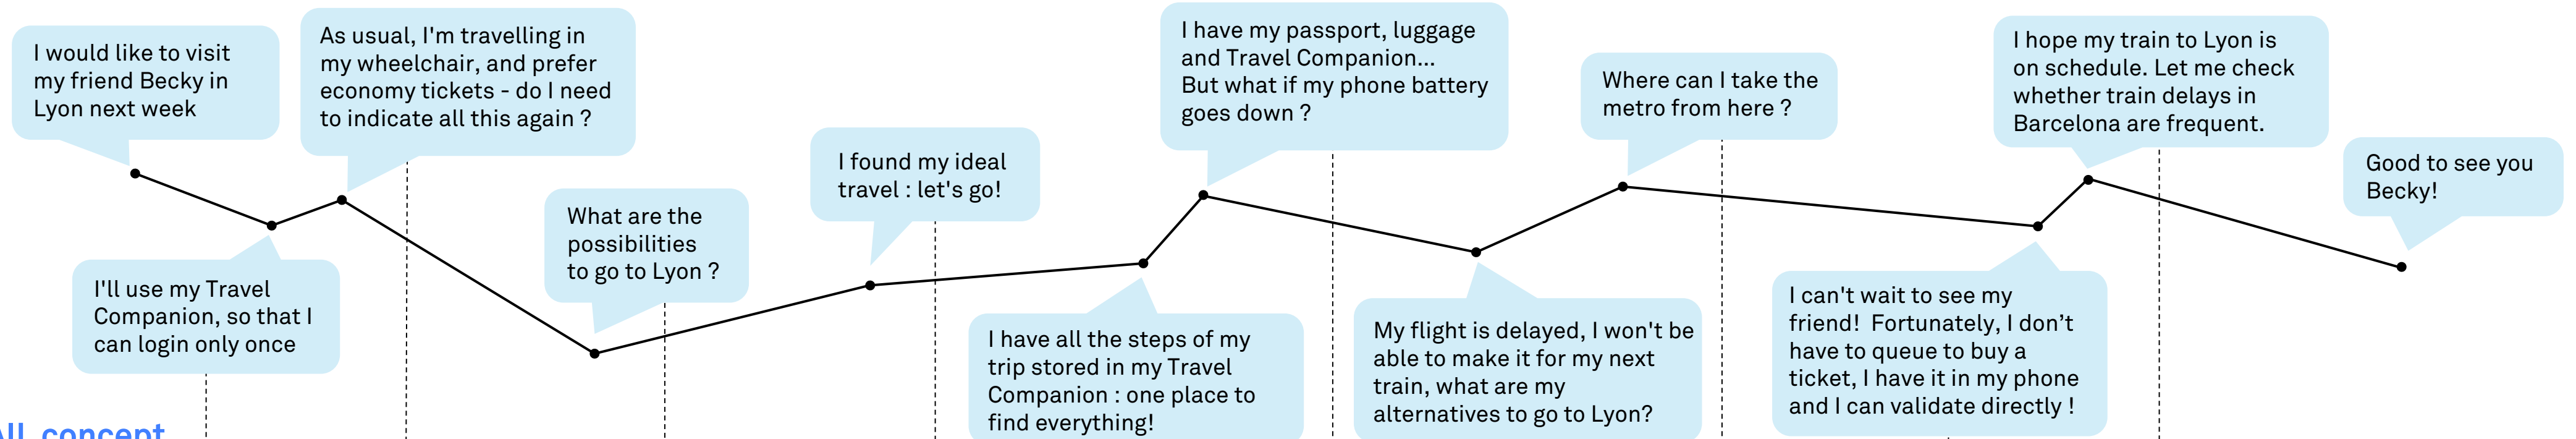 I would like to visit
my friend Becky in
Lyon next week
I'll use my Travel
Companion, so that I
can login only once
As usual, I'm travelling in
my wheelchair, and prefer
economy tickets - do I need
to indicate all this again ?
What are the
possibilities
to go to Lyon ?
I found my ideal
travel : let's go!
I have all the steps of my
trip stored in my Travel
Companion : one place to
find everything!
I have my passport, luggage
and Travel Companion...
But what if my phone battery
goes down ?
My flight is delayed, I won't be
able to make it for my next
train, what are my
alternatives to go to Lyon?
Where can I take the
metro from here ?
I can't wait to see my
friend!  Fortunately, I don’t
have to queue to buy a
ticket, I have it in my phone
and I can validate directly !
I hope my train to Lyon is
on schedule. Let me check
whether train delays in
Barcelona are frequent.
Good to see you
Becky!
concept